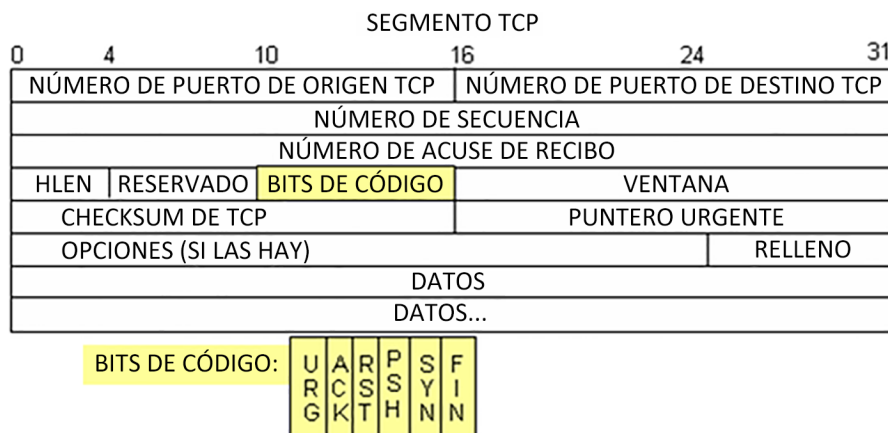 SEGMENTO TCP
0 4 10 16 24 31
NÚMERO DE PUERTO DE ORIGEN TCP NÚMERO DE PUERTO DE DESTINO TCP
NÚMERO DE SECUENCIA
NÚMERO DE ACUSE DE RECIBO
HLEN RESERVADO BITS DE CÓDIGO VENTANA
CHECKSUM DE TCP PUNTERO URGENTE
OPCIONES (SI LAS HAY) RELLENO
DATOS
DATOS...
BITS DE CÓDIGO: URG ACK RST PSH SYN FIN